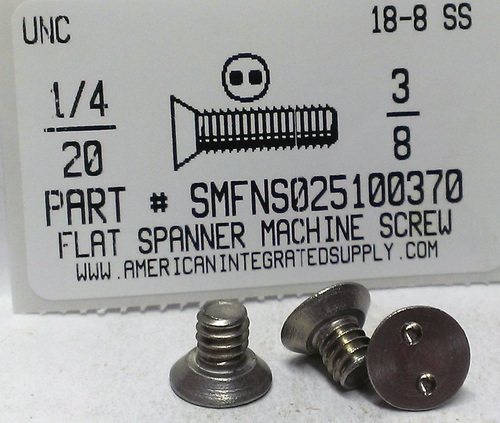 UNC 18-8 SS
1/4 3
20 8
PART # SMFNS025100370
FLAT SPANNER MACHINE SCREW
WWW.AMERICANINTEGRATEDSUPPLY.COM